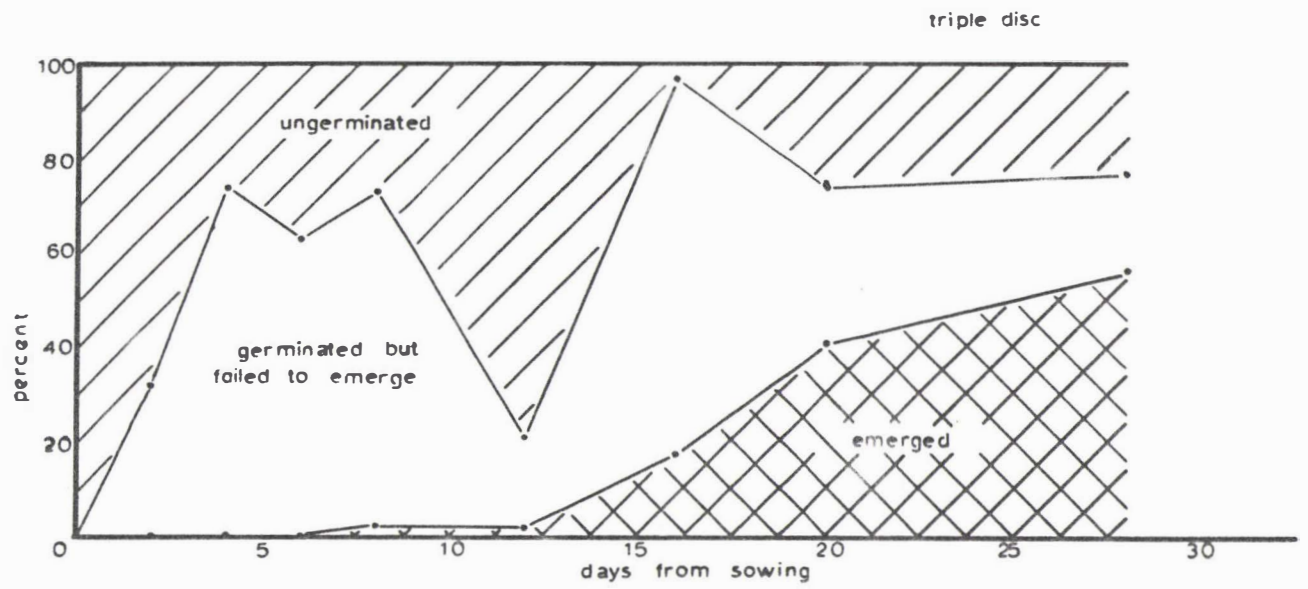 triple disc
100
80
60
40
20
0
percent
ungerminated
germinated but
failed to emerge
emerged
5
10
15
20
25
30
days from sowing